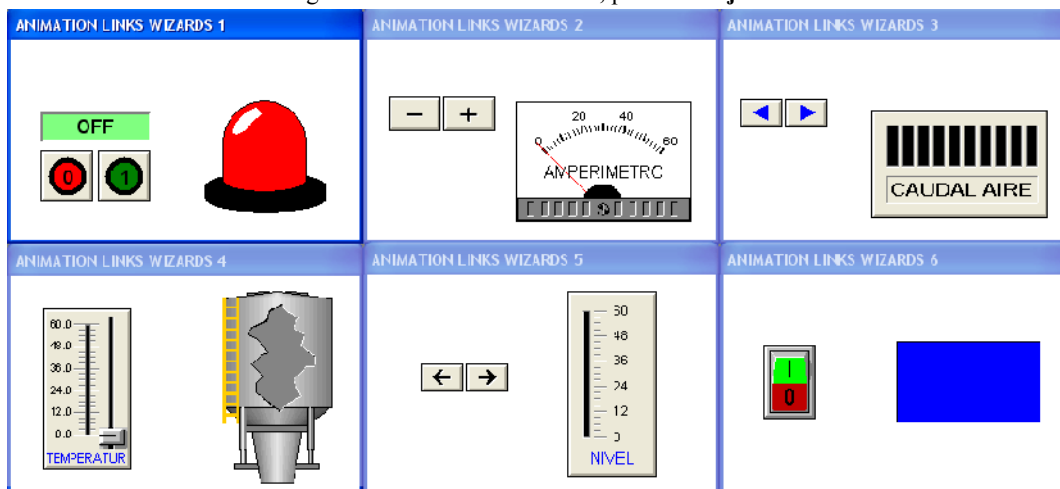 ANIMATION LINKS WIZARDS 1
OFF
0 1
ANIMATION LINKS WIZARDS 2
− +
0 20 40 60
AMPERIMETRO
ANIMATION LINKS WIZARDS 3
CAUDAL AIRE
ANIMATION LINKS WIZARDS 4
60.0
48.0
36.0
24.0
12.0
0.0
TEMPERATUR
ANIMATION LINKS WIZARDS 5
60
48
36
24
12
0
NIVEL
ANIMATION LINKS WIZARDS 6
I
0